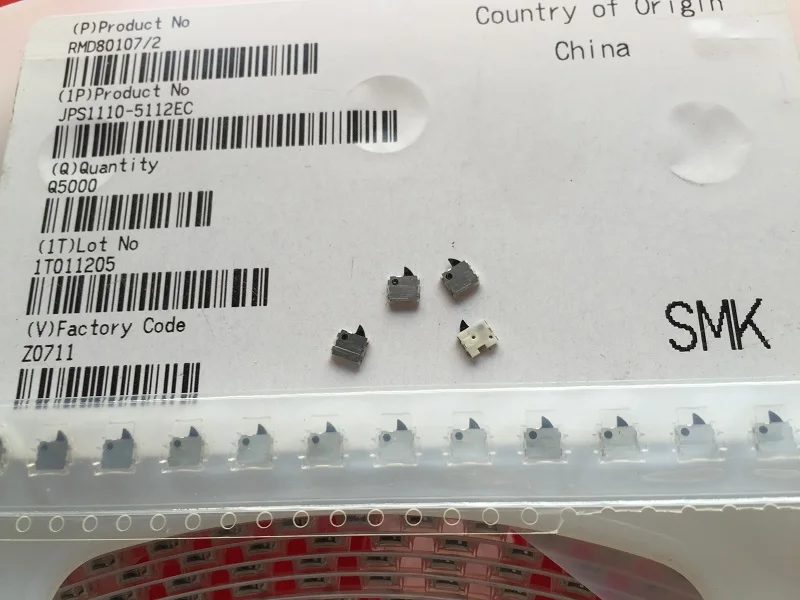 (P)Product No
RMD80107/2
(1P)Product No
JPS1110-5112EC
(Q)Quantity
Q5000
(1T)Lot No
1T011205
(V)Factory Code
Z0711
Country of Origin
China
SMK